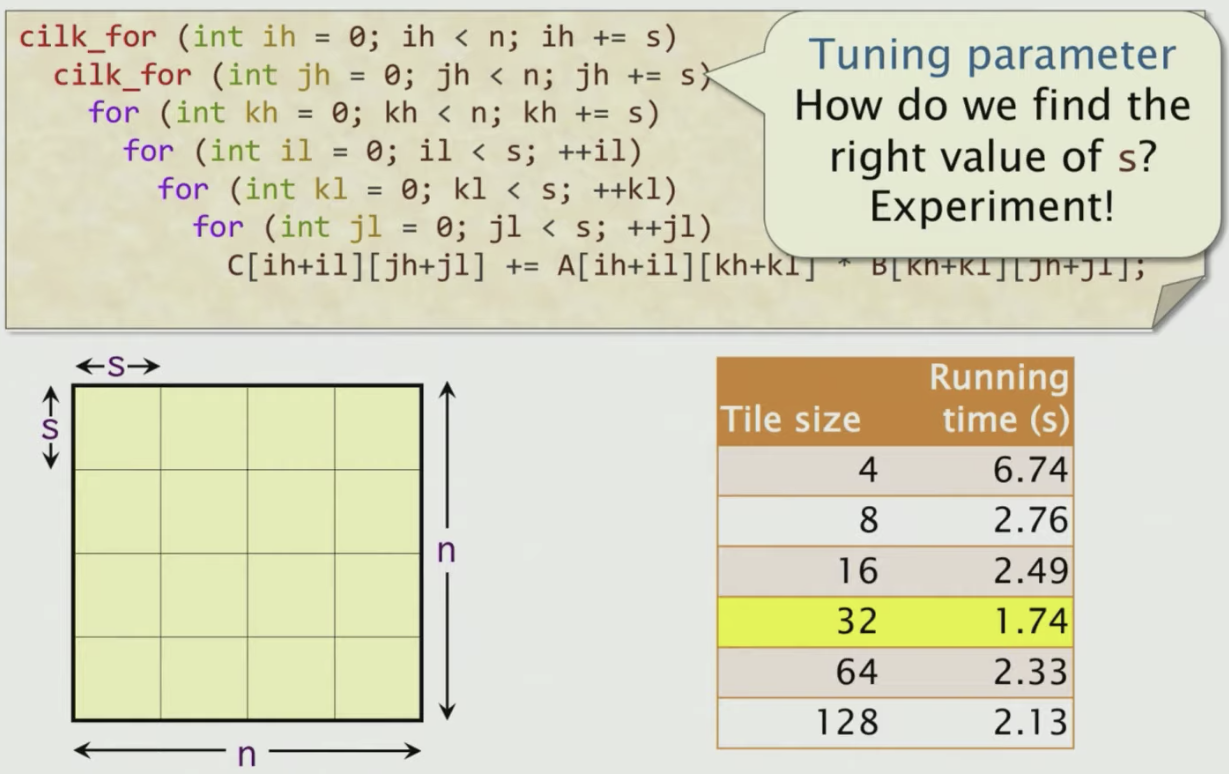 cilk_for (int ih = 0; ih < n; ih += s)
cilk_for (int jh = 0; jh < n; jh += s)
for (int kh = 0; kh < n; kh += s)
for (int il = 0; il < s; ++il)
for (int kl = 0; kl < s; ++kl)
for (int jl = 0; jl < s; ++jl)
C[ih+il][jh+jl] += A[ih+il][kh+kl] * B[kh+kl][jh+jl];
Tuning parameter
How do we find the
right value of s?
Experiment!
s
s
n
n
Tile size Running time (s)
4 6.74
8 2.76
16 2.49
32 1.74
64 2.33
128 2.13